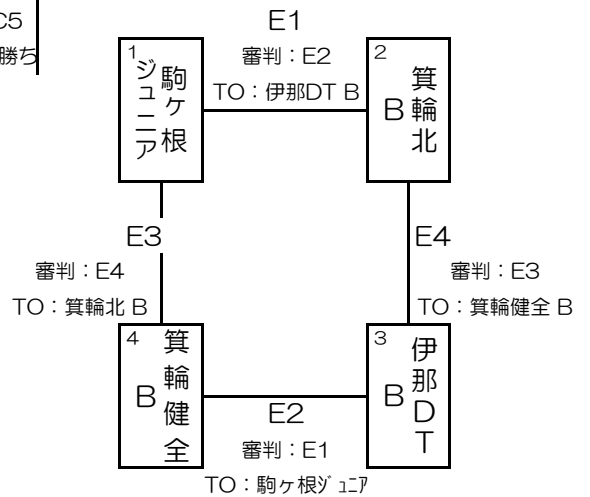 C5
勝ち
E1
審判：E2
TO：伊那DT B
1
駒ヶ根
ジュニア
2
箕輪北
B
E3
審判：E4
TO：箕輪北 B
E4
審判：E3
TO：箕輪健全 B
4
箕輪健全
B
3
伊那DT
B
E2
審判：E1
TO：駒ヶ根ｼﾞｭﾆｱ